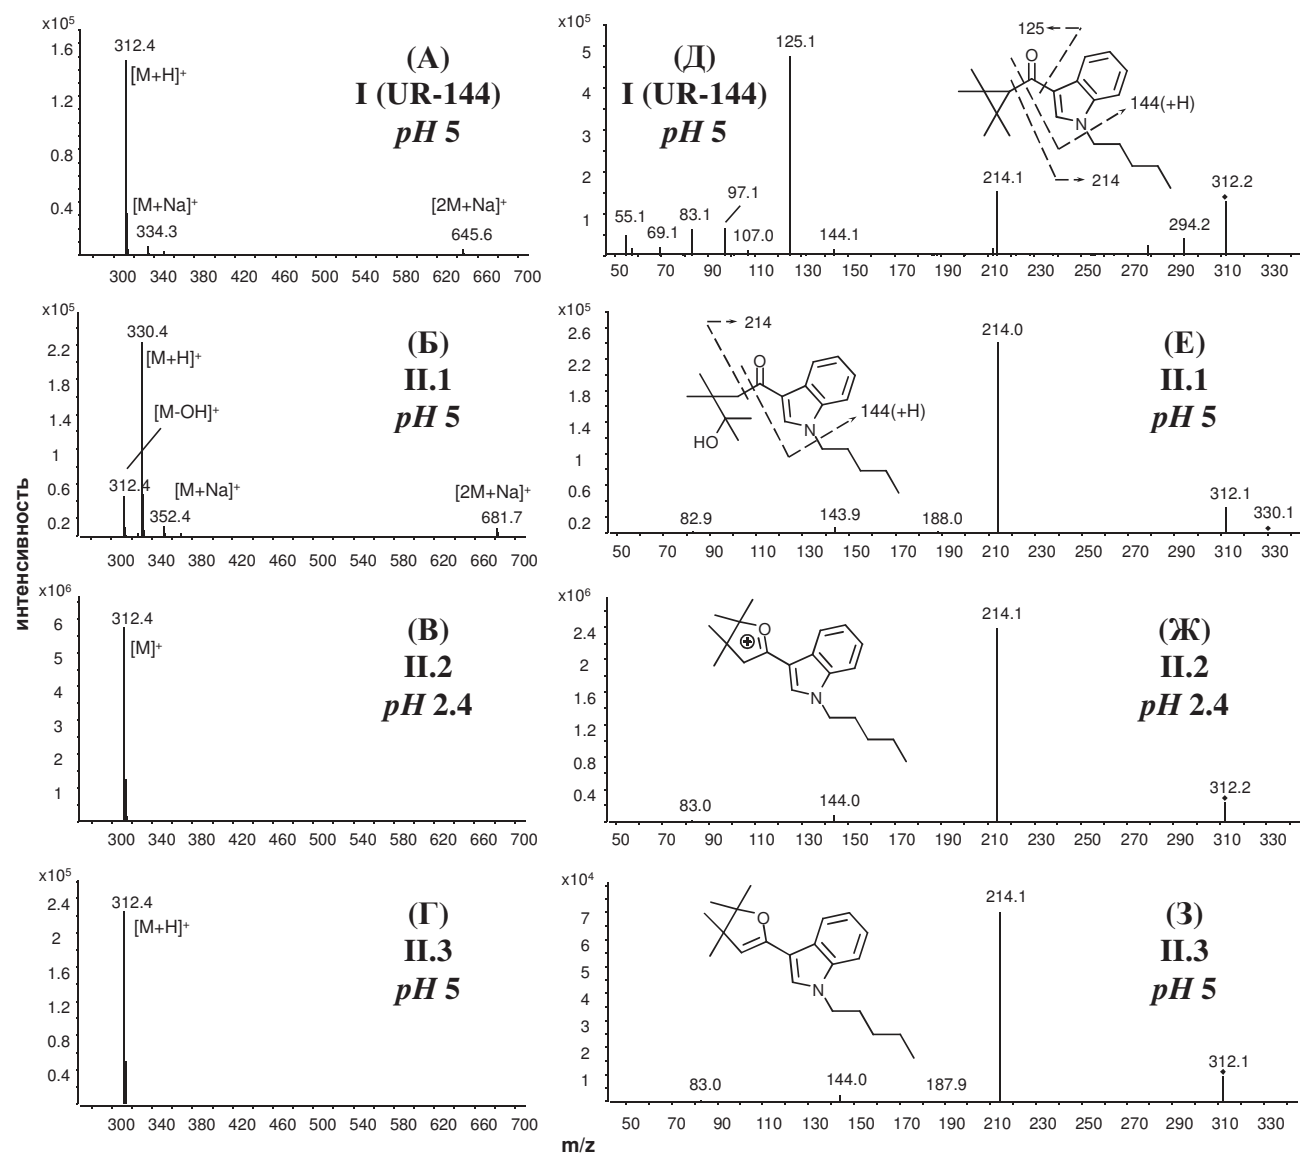 x10⁵
1.6
1.2
0.8
0.4
312.4
[M+H]⁺
[M+Na]⁺
334.3
[2M+Na]⁺
645.6
(А)
I (UR-144)
pH 5
300 340 380 420 460 500 540 580 620 660 700
x10⁵
5
4
3
2
1
55.1
69.1
83.1
97.1
107.0
125.1
144.1
214.1
294.2
312.2
(Д)
I (UR-144)
pH 5
125
O
144(+H)
N
214
50 70 90 110 130 150 170 190 210 230 250 270 290 310 330
x10⁵
2.2
1.8
1.4
1
0.6
0.2
330.4
[M+H]⁺
[M-OH]⁺
312.4
[M+Na]⁺
352.4
[2M+Na]⁺
681.7
(Б)
II.1
pH 5
300 340 380 420 460 500 540 580 620 660 700
x10⁵
2.6
2.2
1.8
1.4
1
0.6
0.2
214
O
HO
144(+H)
N
82.9
143.9
188.0
214.0
312.1
330.1
(Е)
II.1
pH 5
50 70 90 110 130 150 170 190 210 230 250 270 290 310 330
интенсивность
x10⁶
6
5
4
3
2
1
312.4
[M]⁺
(В)
II.2
pH 2.4
300 340 380 420 460 500 540 580 620 660 700
x10⁶
2.4
2
1.6
1.2
0.8
0.4
O
N
83.0
144.0
214.1
312.2
(Ж)
II.2
pH 2.4
50 70 90 110 130 150 170 190 210 230 250 270 290 310 330
x10⁵
2.4
2
1.6
1.2
0.8
0.4
312.4
[M+H]⁺
(Г)
II.3
pH 5
300 340 380 420 460 500 540 580 620 660 700
x10⁴
7
6
5
4
3
2
1
O
N
83.0
144.0
187.9
214.1
312.1
(З)
II.3
pH 5
50 70 90 110 130 150 170 190 210 230 250 270 290 310 330
m/z